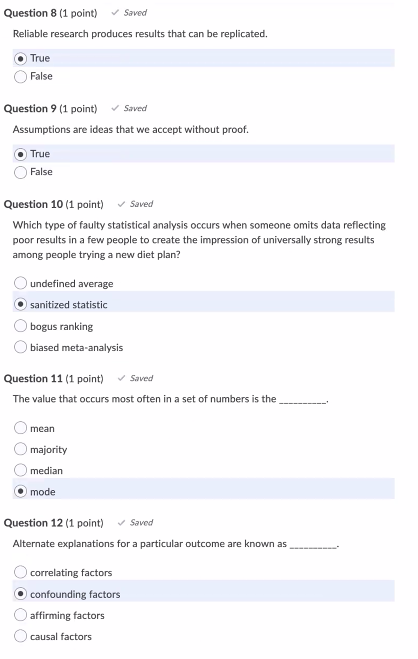 Question 8 (1 point) ✓ Saved
Reliable research produces results that can be replicated.
True
False
Question 9 (1 point) ✓ Saved
Assumptions are ideas that we accept without proof.
True
False
Question 10 (1 point) ✓ Saved
Which type of faulty statistical analysis occurs when someone omits data reflecting
poor results in a few people to create the impression of universally strong results
among people trying a new diet plan?
undefined average
sanitized statistic
bogus ranking
biased meta-analysis
Question 11 (1 point) ✓ Saved
The value that occurs most often in a set of numbers is the __________.
mean
majority
median
mode
Question 12 (1 point) ✓ Saved
Alternate explanations for a particular outcome are known as __________.
correlating factors
confounding factors
affirming factors
causal factors